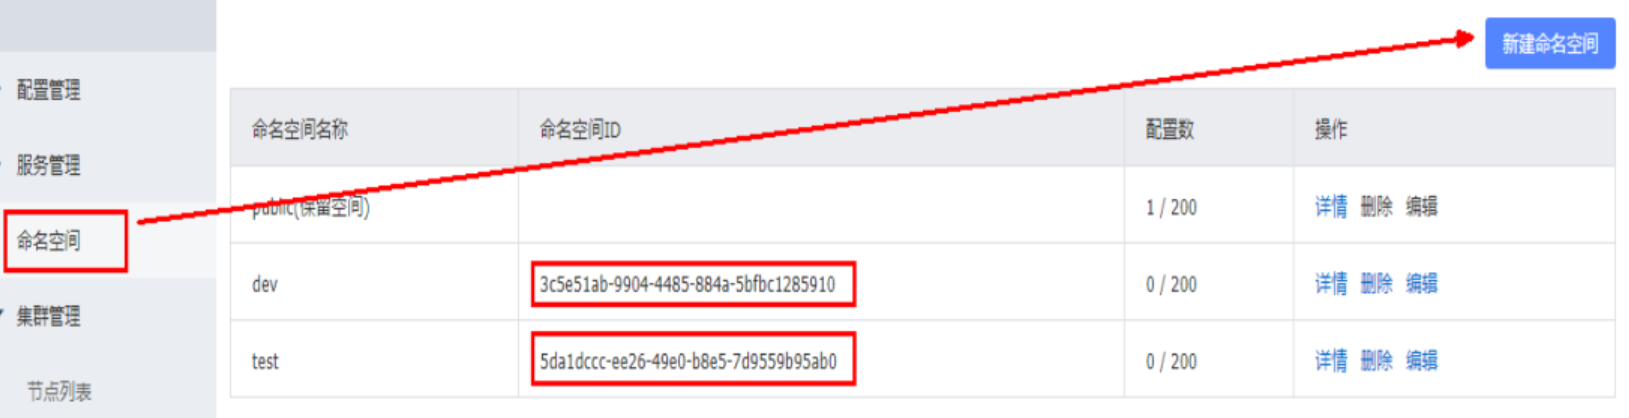 新建命名空间
配置管理
服务管理
命名空间
集群管理
节点列表
命名空间名称 命名空间ID 配置数 操作
public(保留空间) 1 / 200 详情 删除 编辑
dev 3c5e51ab-9904-4485-884a-5bfbc1285910 0 / 200 详情 删除 编辑
test 5da1dccc-ee26-49e0-b8e5-7d9559b95ab0 0 / 200 详情 删除 编辑